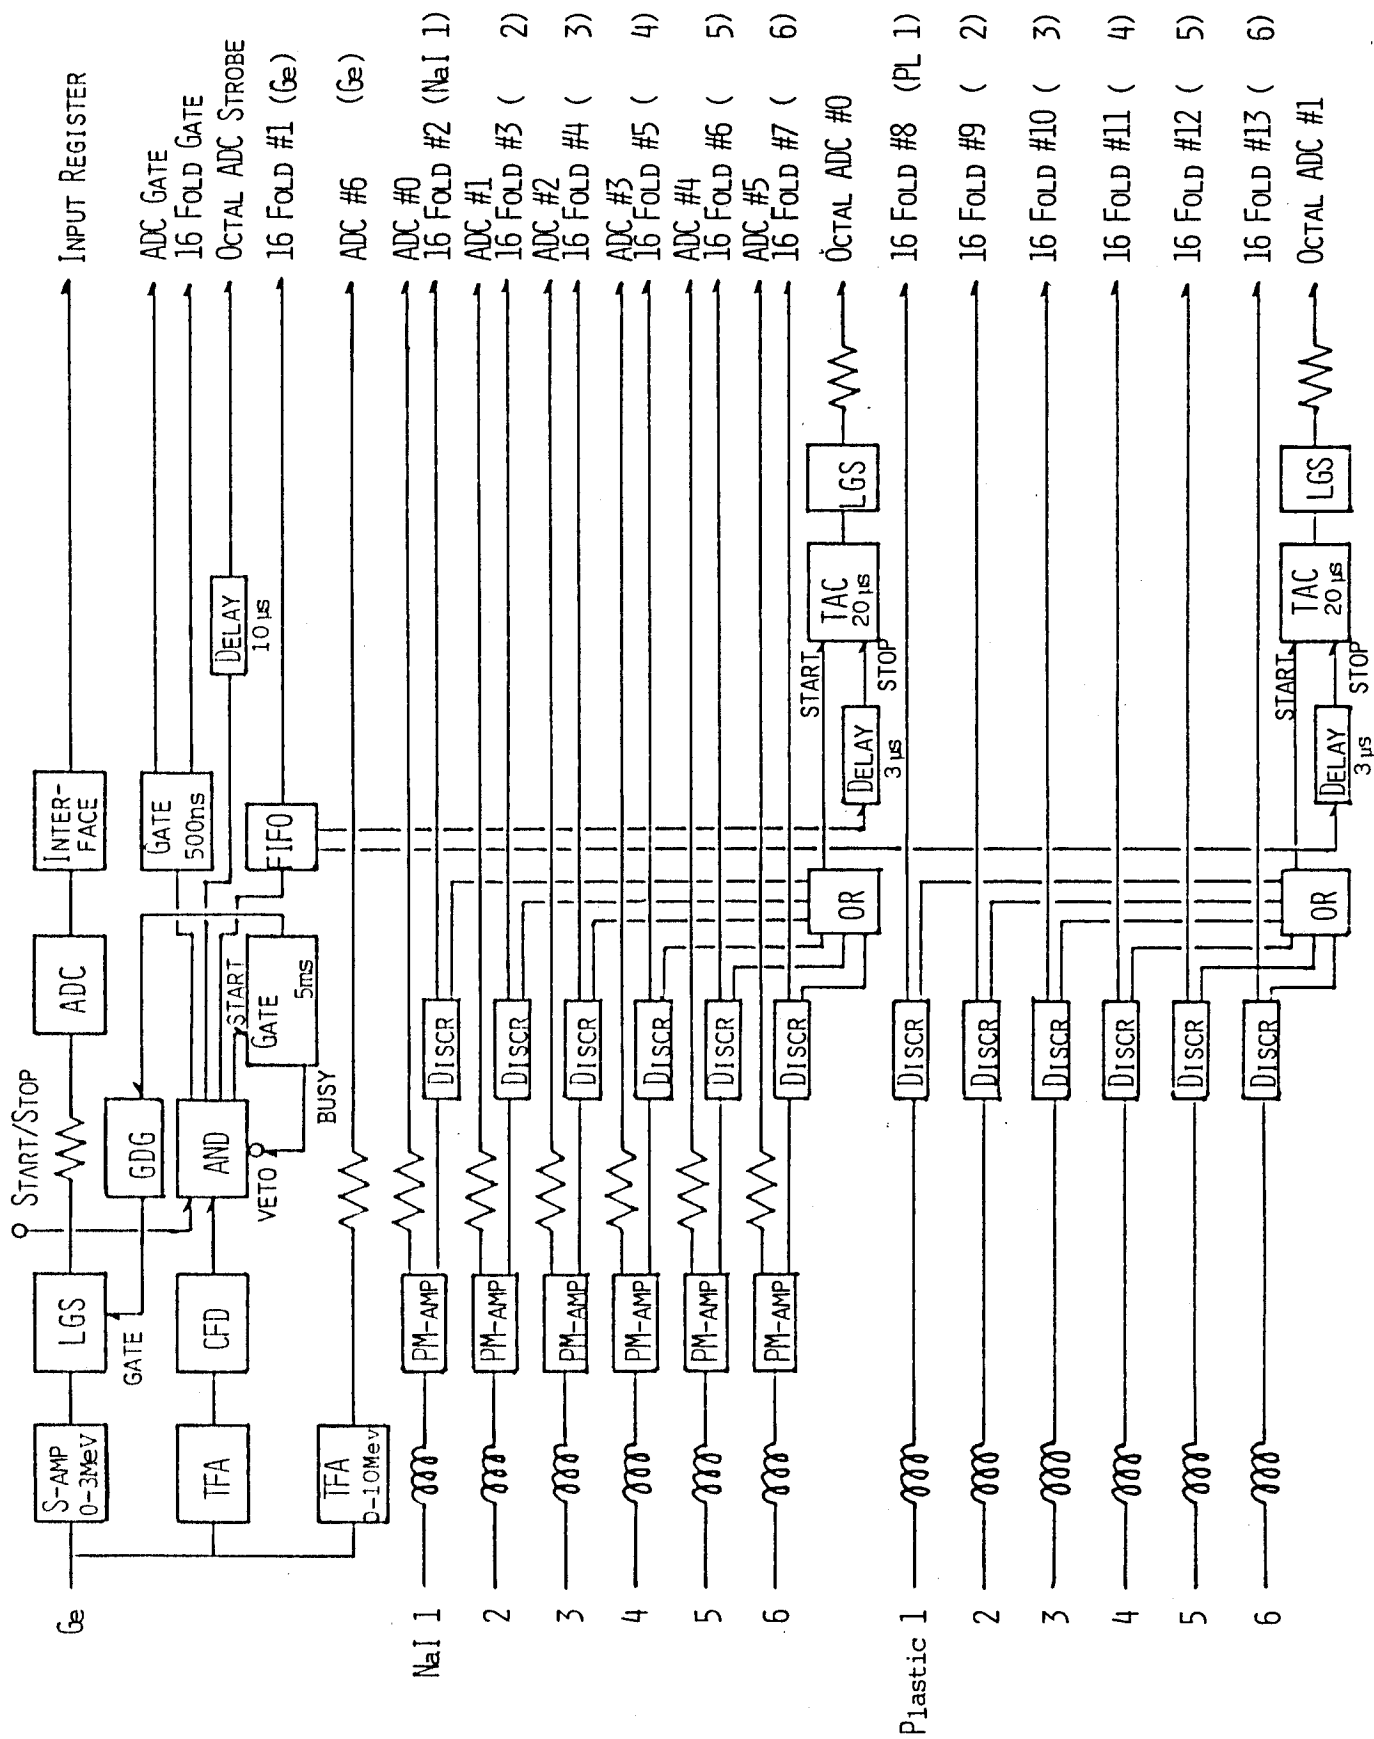 Ge
S-AMP
0-3MeV
LGS
GATE
START/STOP
ADC
INTER-
FACE
INPUT REGISTER
GDG
TFA
CFD
AND
VETO
BUSY
START
GATE
5ms
GATE
500ns
ADC GATE
16 FOLD GATE
DELAY
10µs
OCTAL ADC STROBE
FIFO
16 FOLD #1 (Ge)
TFA
0-10MeV
ADC #6 (Ge)
NaI 1
PM-AMP
DISCR
ADC #0
16 FOLD #2 (NaI 1)
2
PM-AMP
DISCR
ADC #1
16 FOLD #3 ( 2)
3
PM-AMP
DISCR
ADC #2
16 FOLD #4 ( 3)
4
PM-AMP
DISCR
ADC #3
16 FOLD #5 ( 4)
5
PM-AMP
DISCR
ADC #4
16 FOLD #6 ( 5)
6
PM-AMP
DISCR
ADC #5
16 FOLD #7 ( 6)
OR
START
DELAY
3µs
STOP
TAC
20µs
LGS
OCTAL ADC #0
Plastic 1
DISCR
16 FOLD #8 (PL 1)
2
DISCR
16 FOLD #9 ( 2)
3
DISCR
16 FOLD #10 ( 3)
4
DISCR
16 FOLD #11 ( 4)
5
DISCR
16 FOLD #12 ( 5)
6
DISCR
16 FOLD #13 ( 6)
OR
START
DELAY
3µs
STOP
TAC
20µs
LGS
OCTAL ADC #1